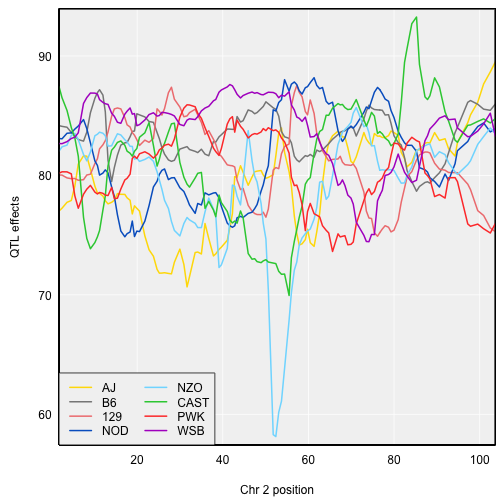 90
80
70
60
QTL effects
AJ NZO
B6 CAST
129 PWK
NOD WSB
20 40 60 80 100
Chr 2 position